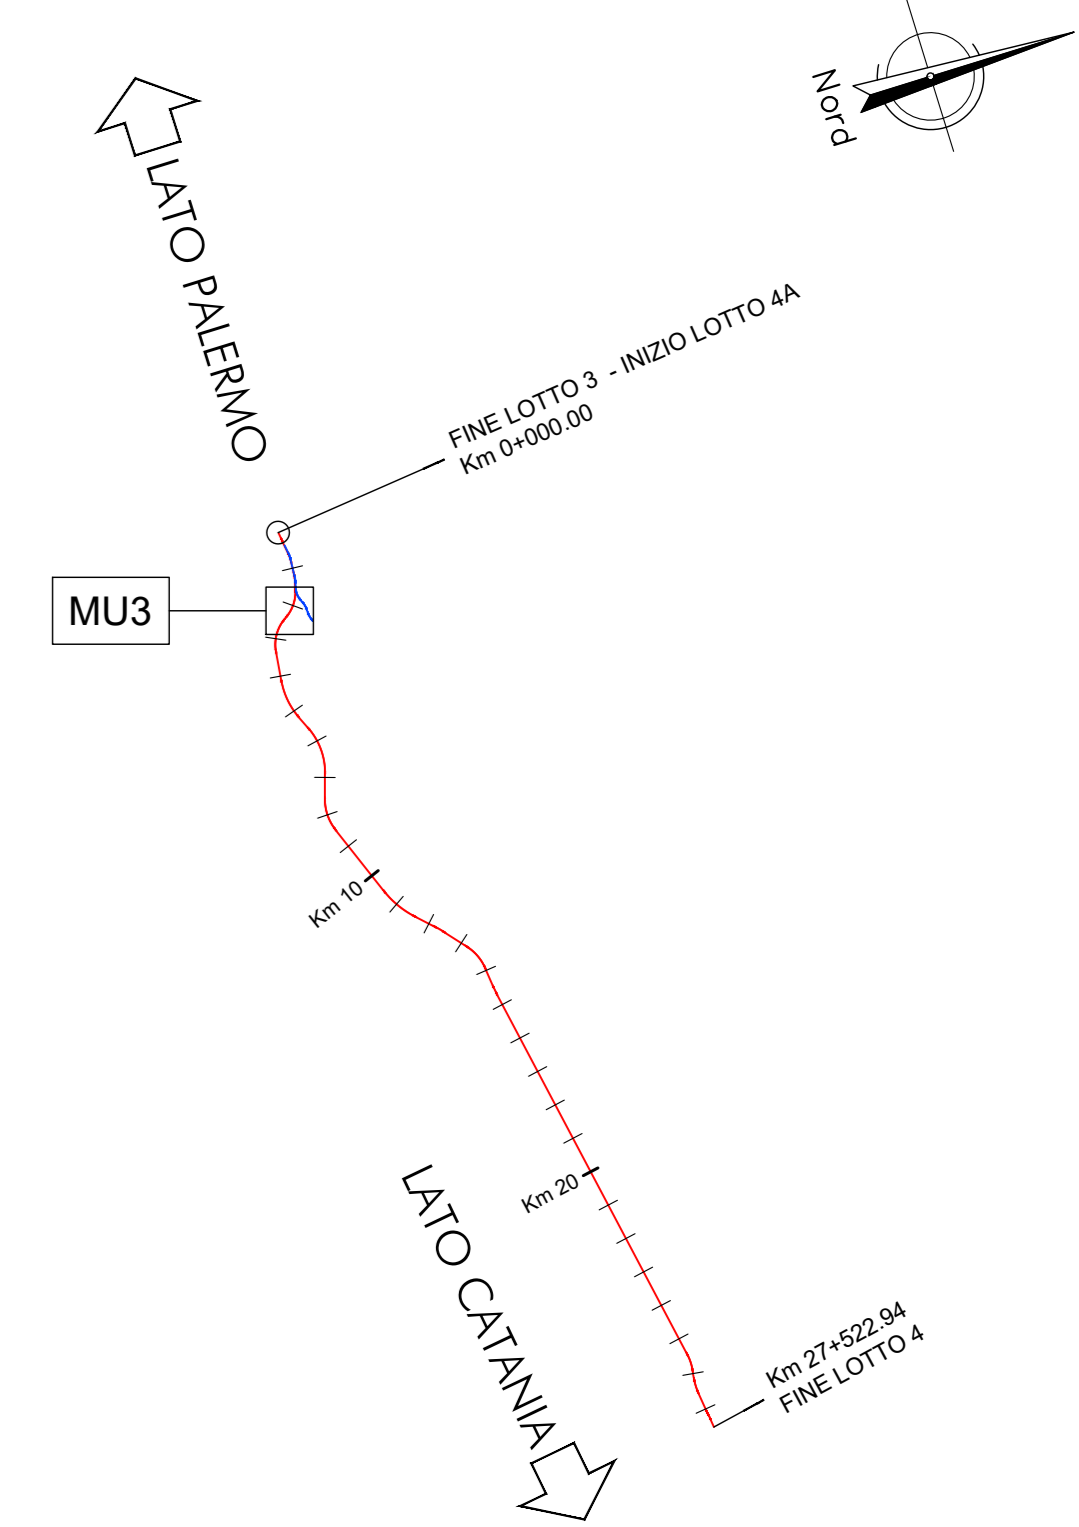 Nord
LATO PALERMO
FINE LOTTO 3 - INIZIO LOTTO 4A
Km 0+000.00
MU3
Km 10
Km 20
LATO CATANIA
Km 27+522.94
FINE LOTTO 4